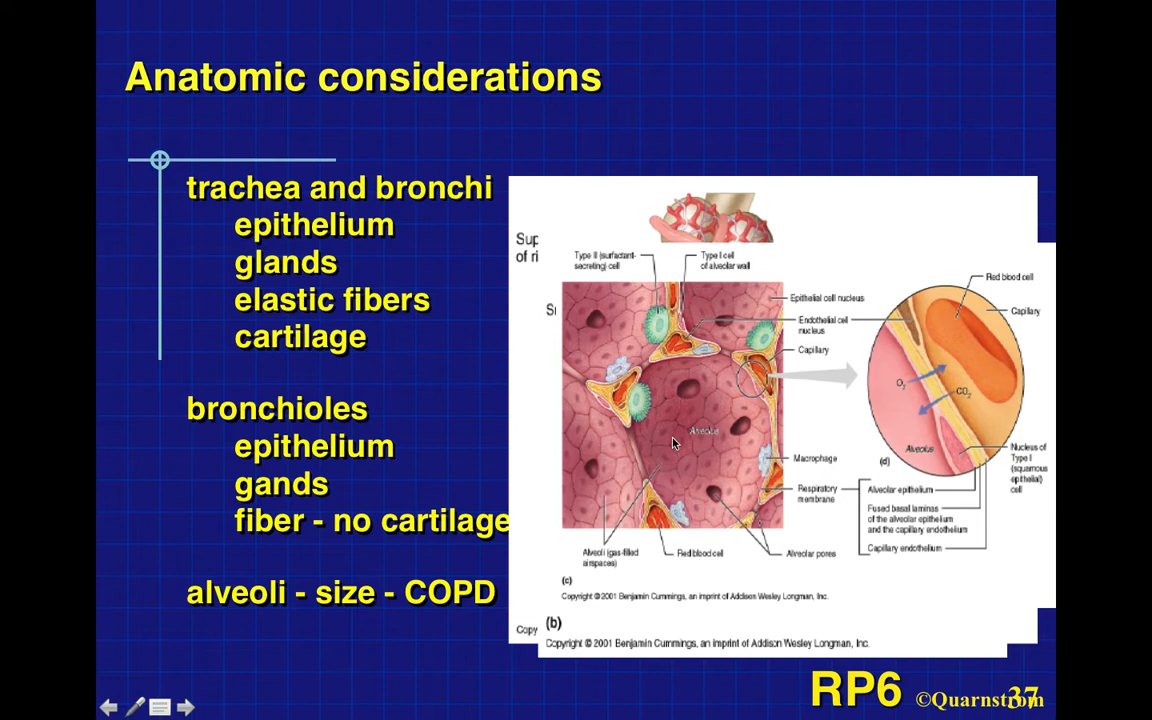 Anatomic considerations
trachea and bronchi
epithelium
glands
elastic fibers
cartilage
bronchioles
epithelium
gands
fiber - no cartilage
alveoli - size - COPD
Sup
of ri
Type II (surfactant-
secreting) cell
Type I cell
of alveolar wall
Epithelial cell nucleus
Endothelial cell
nucleus
Capillary
Alveolus
Macrophage
Respiratory
membrane
Alveoli (gas-filled
airspaces)
Red blood cell
Alveolar pores
(c)
Copyright © 2001 Benjamin Cummings, an imprint of Addison Wesley Longman, Inc.
Red blood cell
Capillary
O2
CO2
Alveolus
(d)
Nucleus of
Type I
(squamous
epithelial)
cell
Alveolar epithelium
Fused basal laminas
of the alveolar epithelium
and the capillary endothelium
Capillary endothelium
(b)
Copy
Copyright © 2001 Benjamin Cummings, an imprint of Addison Wesley Longman, Inc.
RP6
©Quarnstrom
37